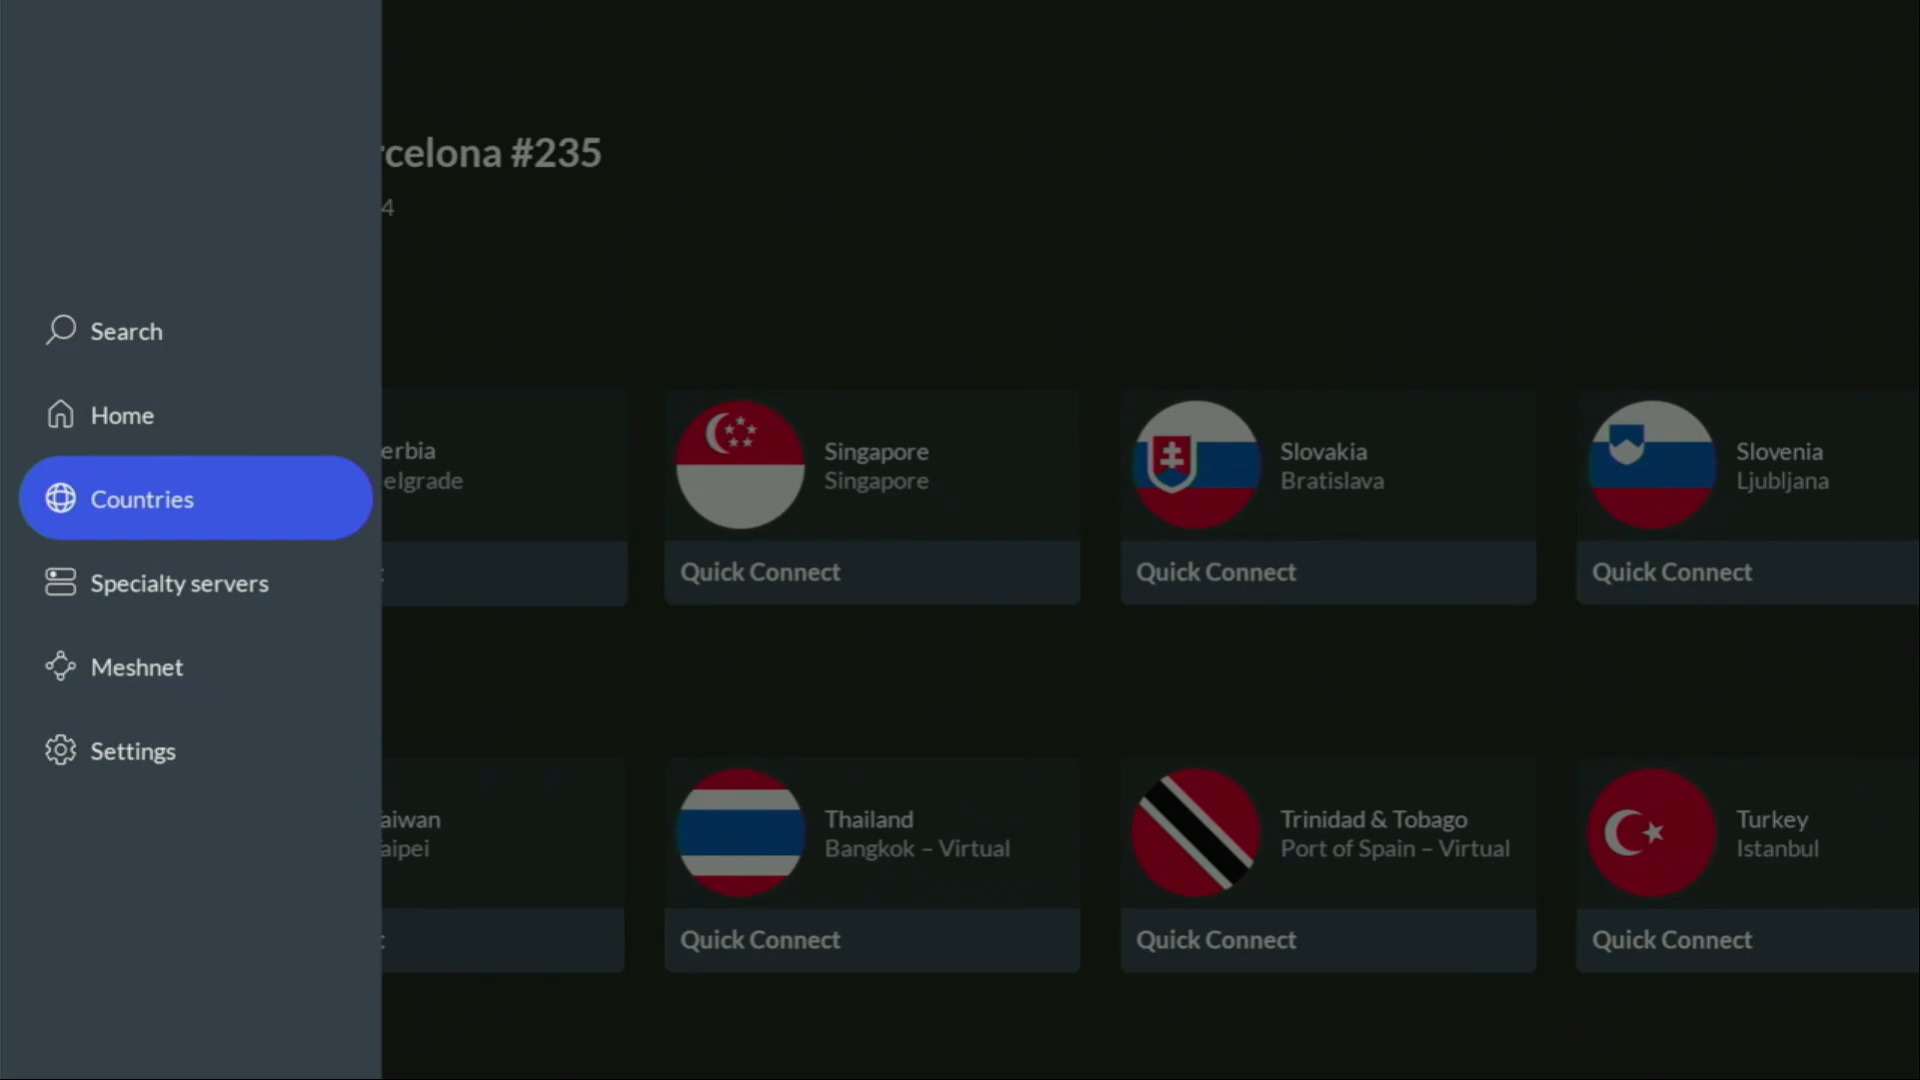 rcelona #235
4
Search
Home
Countries
Specialty servers
Meshnet
Settings
erbia
elgrade
Singapore
Singapore
Quick Connect
Slovakia
Bratislava
Quick Connect
Slovenia
Ljubljana
Quick Connect
aiwan
aipei
Thailand
Bangkok – Virtual
Quick Connect
Trinidad & Tobago
Port of Spain – Virtual
Quick Connect
Turkey
Istanbul
Quick Connect